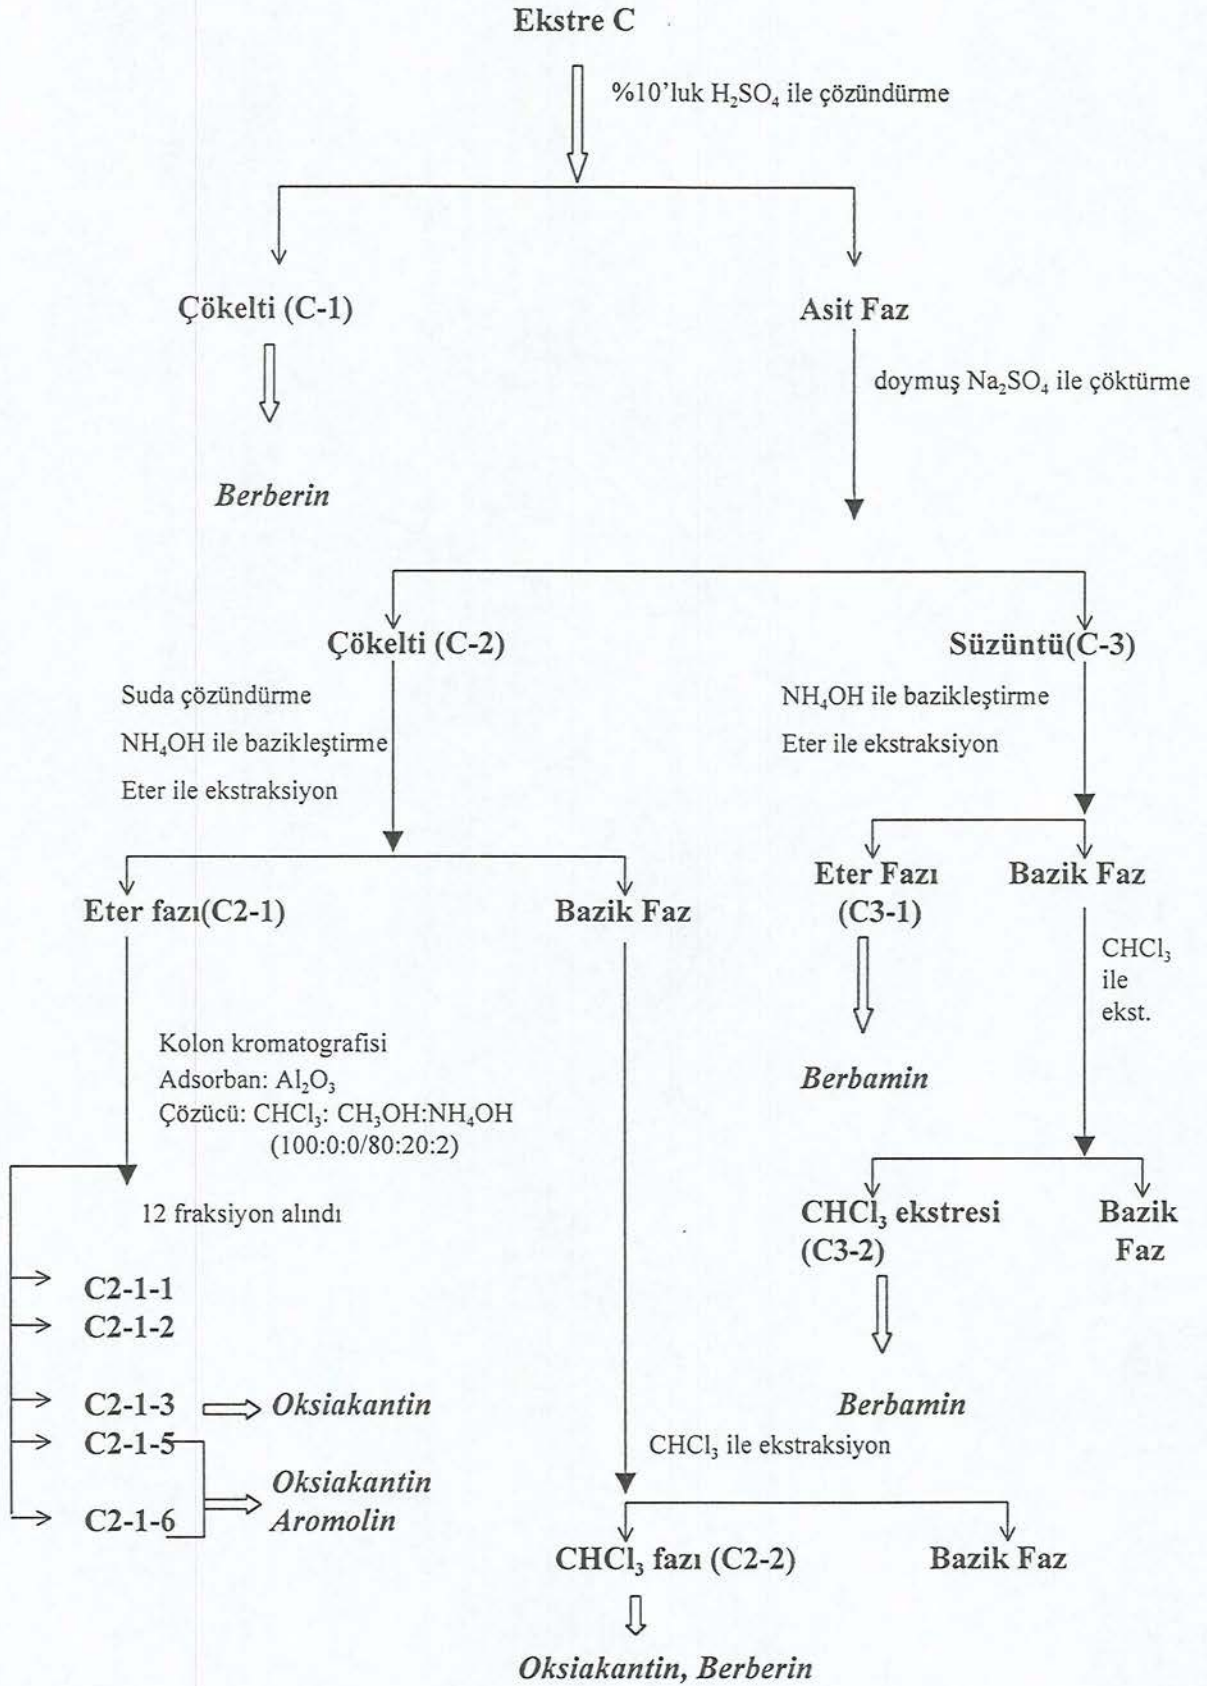 Ekstre C
%10'luk H₂SO₄ ile çözündürme
Çökelti (C-1)
Asit Faz
doymuş Na₂SO₄ ile çöktürme
Berberin
Çökelti (C-2)
Süzüntü(C-3)
Suda çözündürme
NH₄OH ile bazikleştirme
Eter ile ekstraksiyon
NH₄OH ile bazikleştirme
Eter ile ekstraksiyon
Eter fazı(C2-1)
Bazik Faz
Eter Fazı
(C3-1)
Bazik Faz
CHCl₃
ile
ekst.
Kolon kromatografisi
Adsorban: Al₂O₃
Çözücü: CHCl₃: CH₃OH:NH₄OH
(100:0:0/80:20:2)
Berbamin
12 fraksiyon alındı
CHCl₃ ekstresi
(C3-2)
Bazik
Faz
C2-1-1
C2-1-2
C2-1-3
Oksiakantin
C2-1-5
C2-1-6
Oksiakantin
Aromolin
Berbamin
CHCl₃ ile ekstraksiyon
CHCl₃ fazı (C2-2)
Bazik Faz
Oksiakantin, Berberin